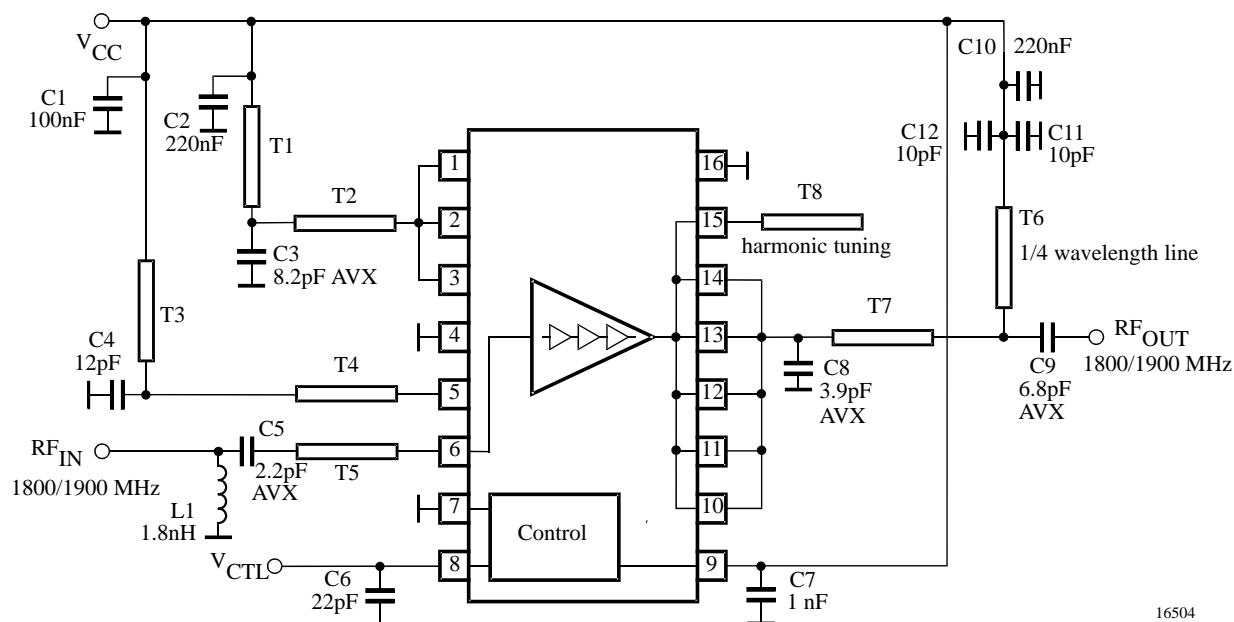 V
CC
C1
100nF
C2
220nF
T1
T2
C3
8.2pF AVX
T3
C4
12pF
T4
C5
2.2pF
AVX
T5
RF
IN
1800/1900 MHz
L1
1.8nH
V
CTL
C6
22pF
1
2
3
4
5
6
7
8
Control
16
15
14
13
12
11
10
9
T8
harmonic tuning
T7
C8
3.9pF
AVX
C7
1 nF
C10
220nF
C12
10pF
C11
10pF
T6
1/4 wavelength line
C9
6.8pF
AVX
RF
OUT
1800/1900 MHz
16504